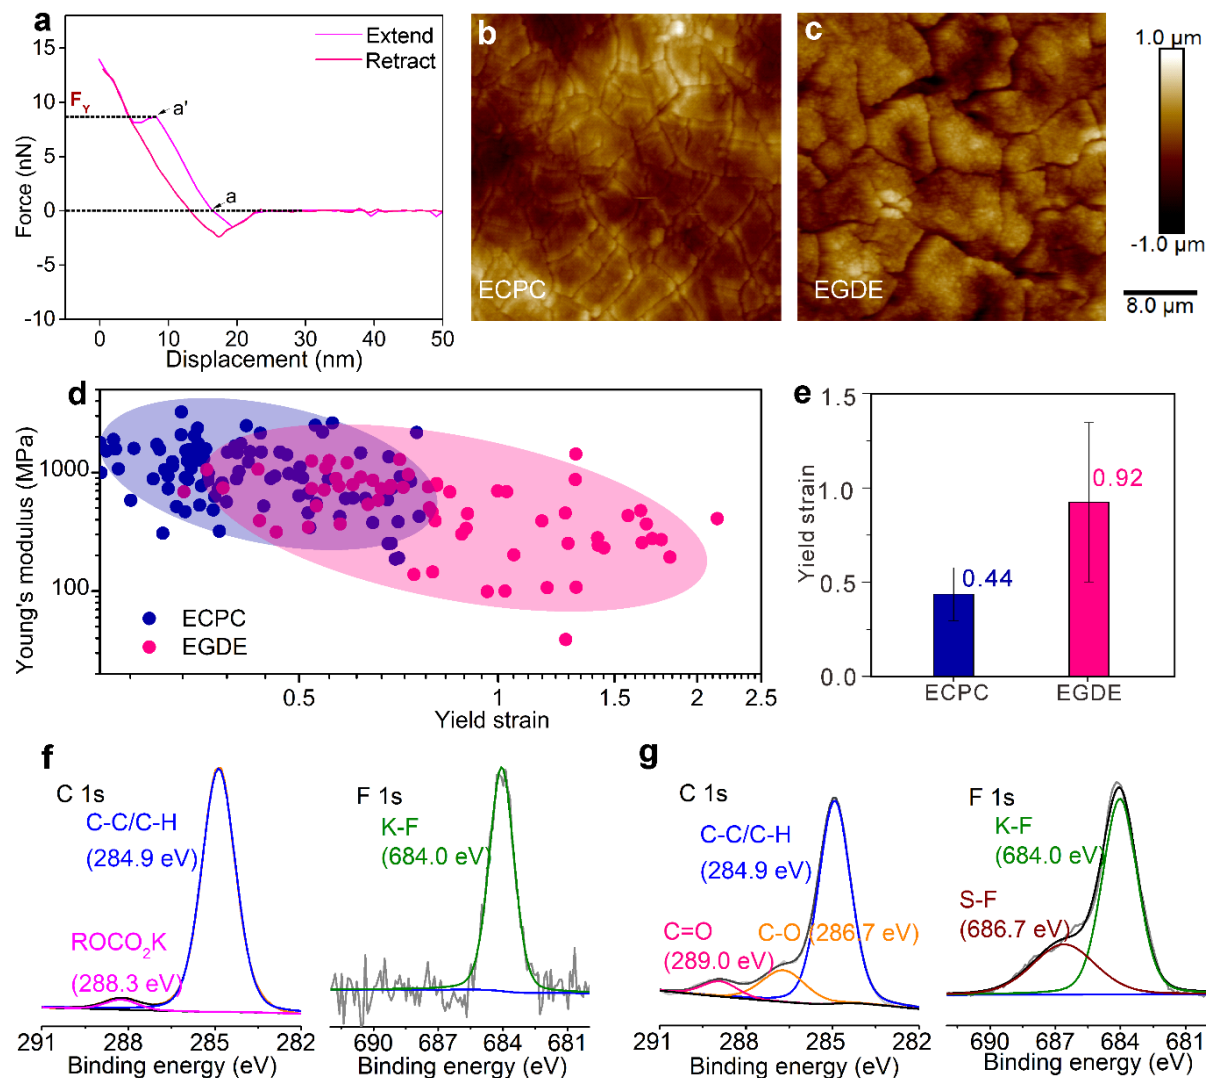 a
Extend
Retract
F_Y
a'
a
15
10
5
0
-5
-10
Force (nN)
0 10 20 30 40 50
Displacement (nm)
b
ECPC
c
EGDE
1.0 µm
-1.0 µm
8.0 µm
d
Young's modulus (MPa)
1000
100
ECPC
EGDE
0.5 1 1.5 2 2.5
Yield strain
e
Yield strain
1.5
1.0
0.5
0.0
0.44
0.92
ECPC EGDE
f
C 1s
C-C/C-H
(284.9 eV)
ROCO₂K
(288.3 eV)
291 288 285 282
Binding energy (eV)
F 1s
K-F
(684.0 eV)
690 687 684 681
Binding energy (eV)
g
C 1s
C-C/C-H
(284.9 eV)
C=O
(289.0 eV)
C-O (286.7 eV)
291 288 285 282
Binding energy (eV)
F 1s
K-F
(684.0 eV)
S-F
(686.7 eV)
690 687 684 681
Binding energy (eV)